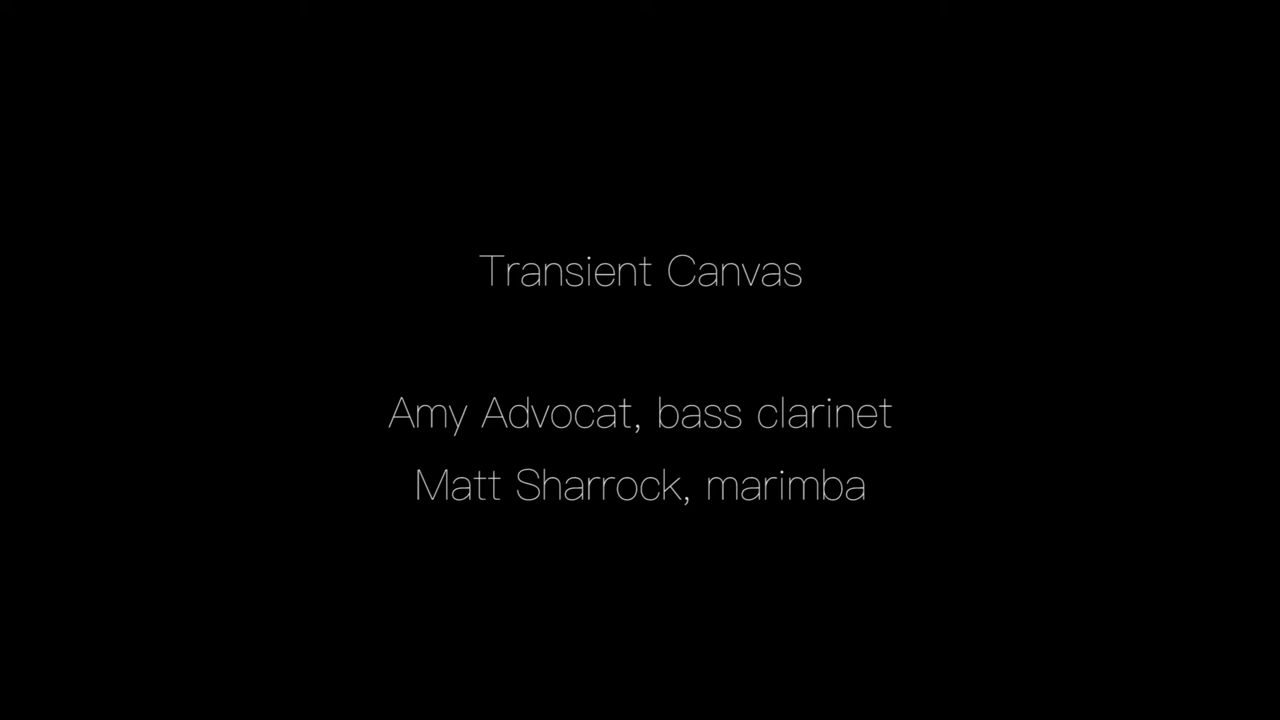 Transient Canvas
Amy Advocat, bass clarinet
Matt Sharrock, marimba